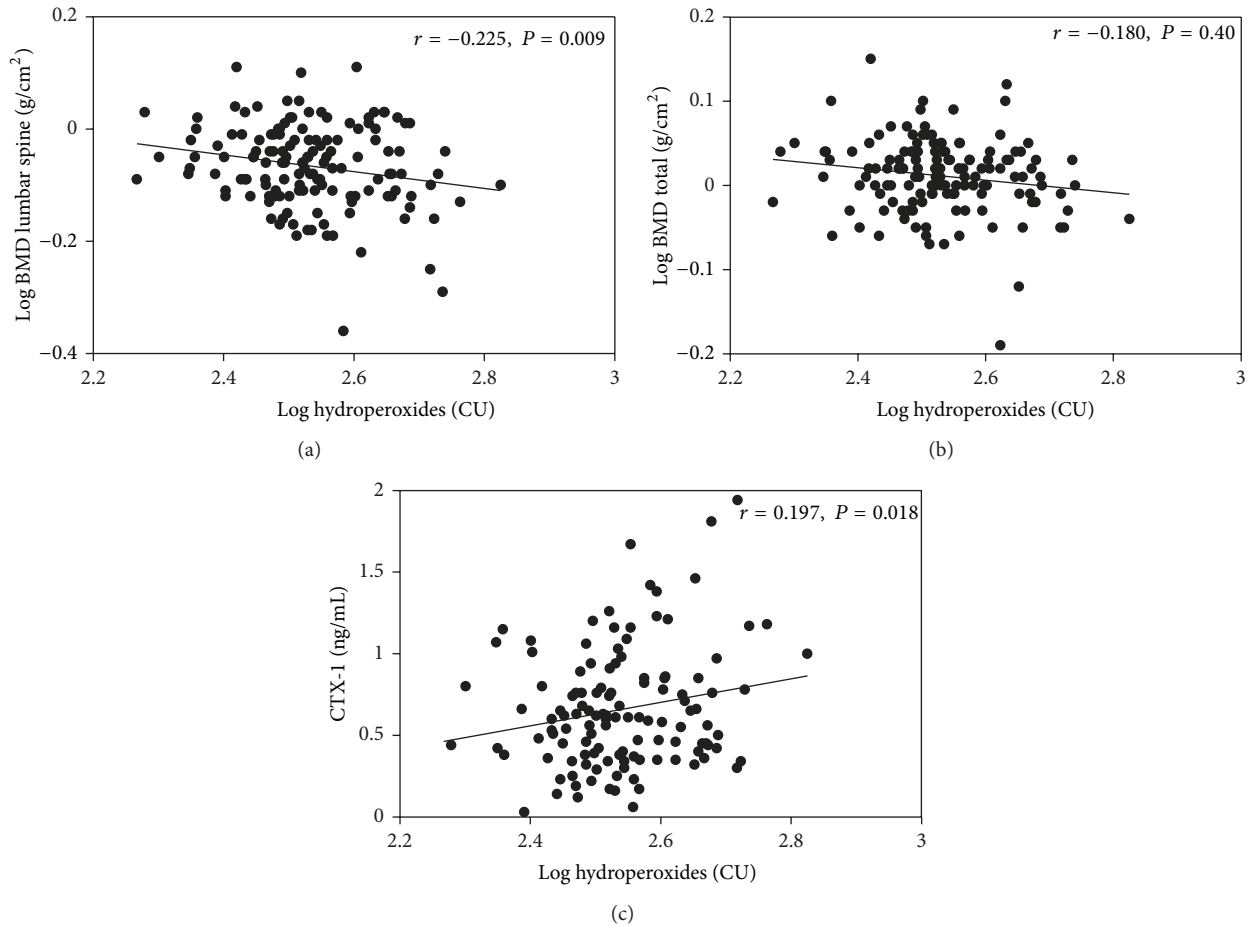 0.2
0
−0.2
−0.4
Log BMD lumbar spine (g/cm²)
r = −0.225, P = 0.009
2.2 2.4 2.6 2.8 3
Log hydroperoxides (CU)
(a)
0.2
0.1
0
−0.1
−0.2
Log BMD total (g/cm²)
r = −0.180, P = 0.40
2.2 2.4 2.6 2.8 3
Log hydroperoxides (CU)
(b)
2
1.5
1
0.5
0
CTX-1 (ng/mL)
r = 0.197, P = 0.018
2.2 2.4 2.6 2.8 3
Log hydroperoxides (CU)
(c)